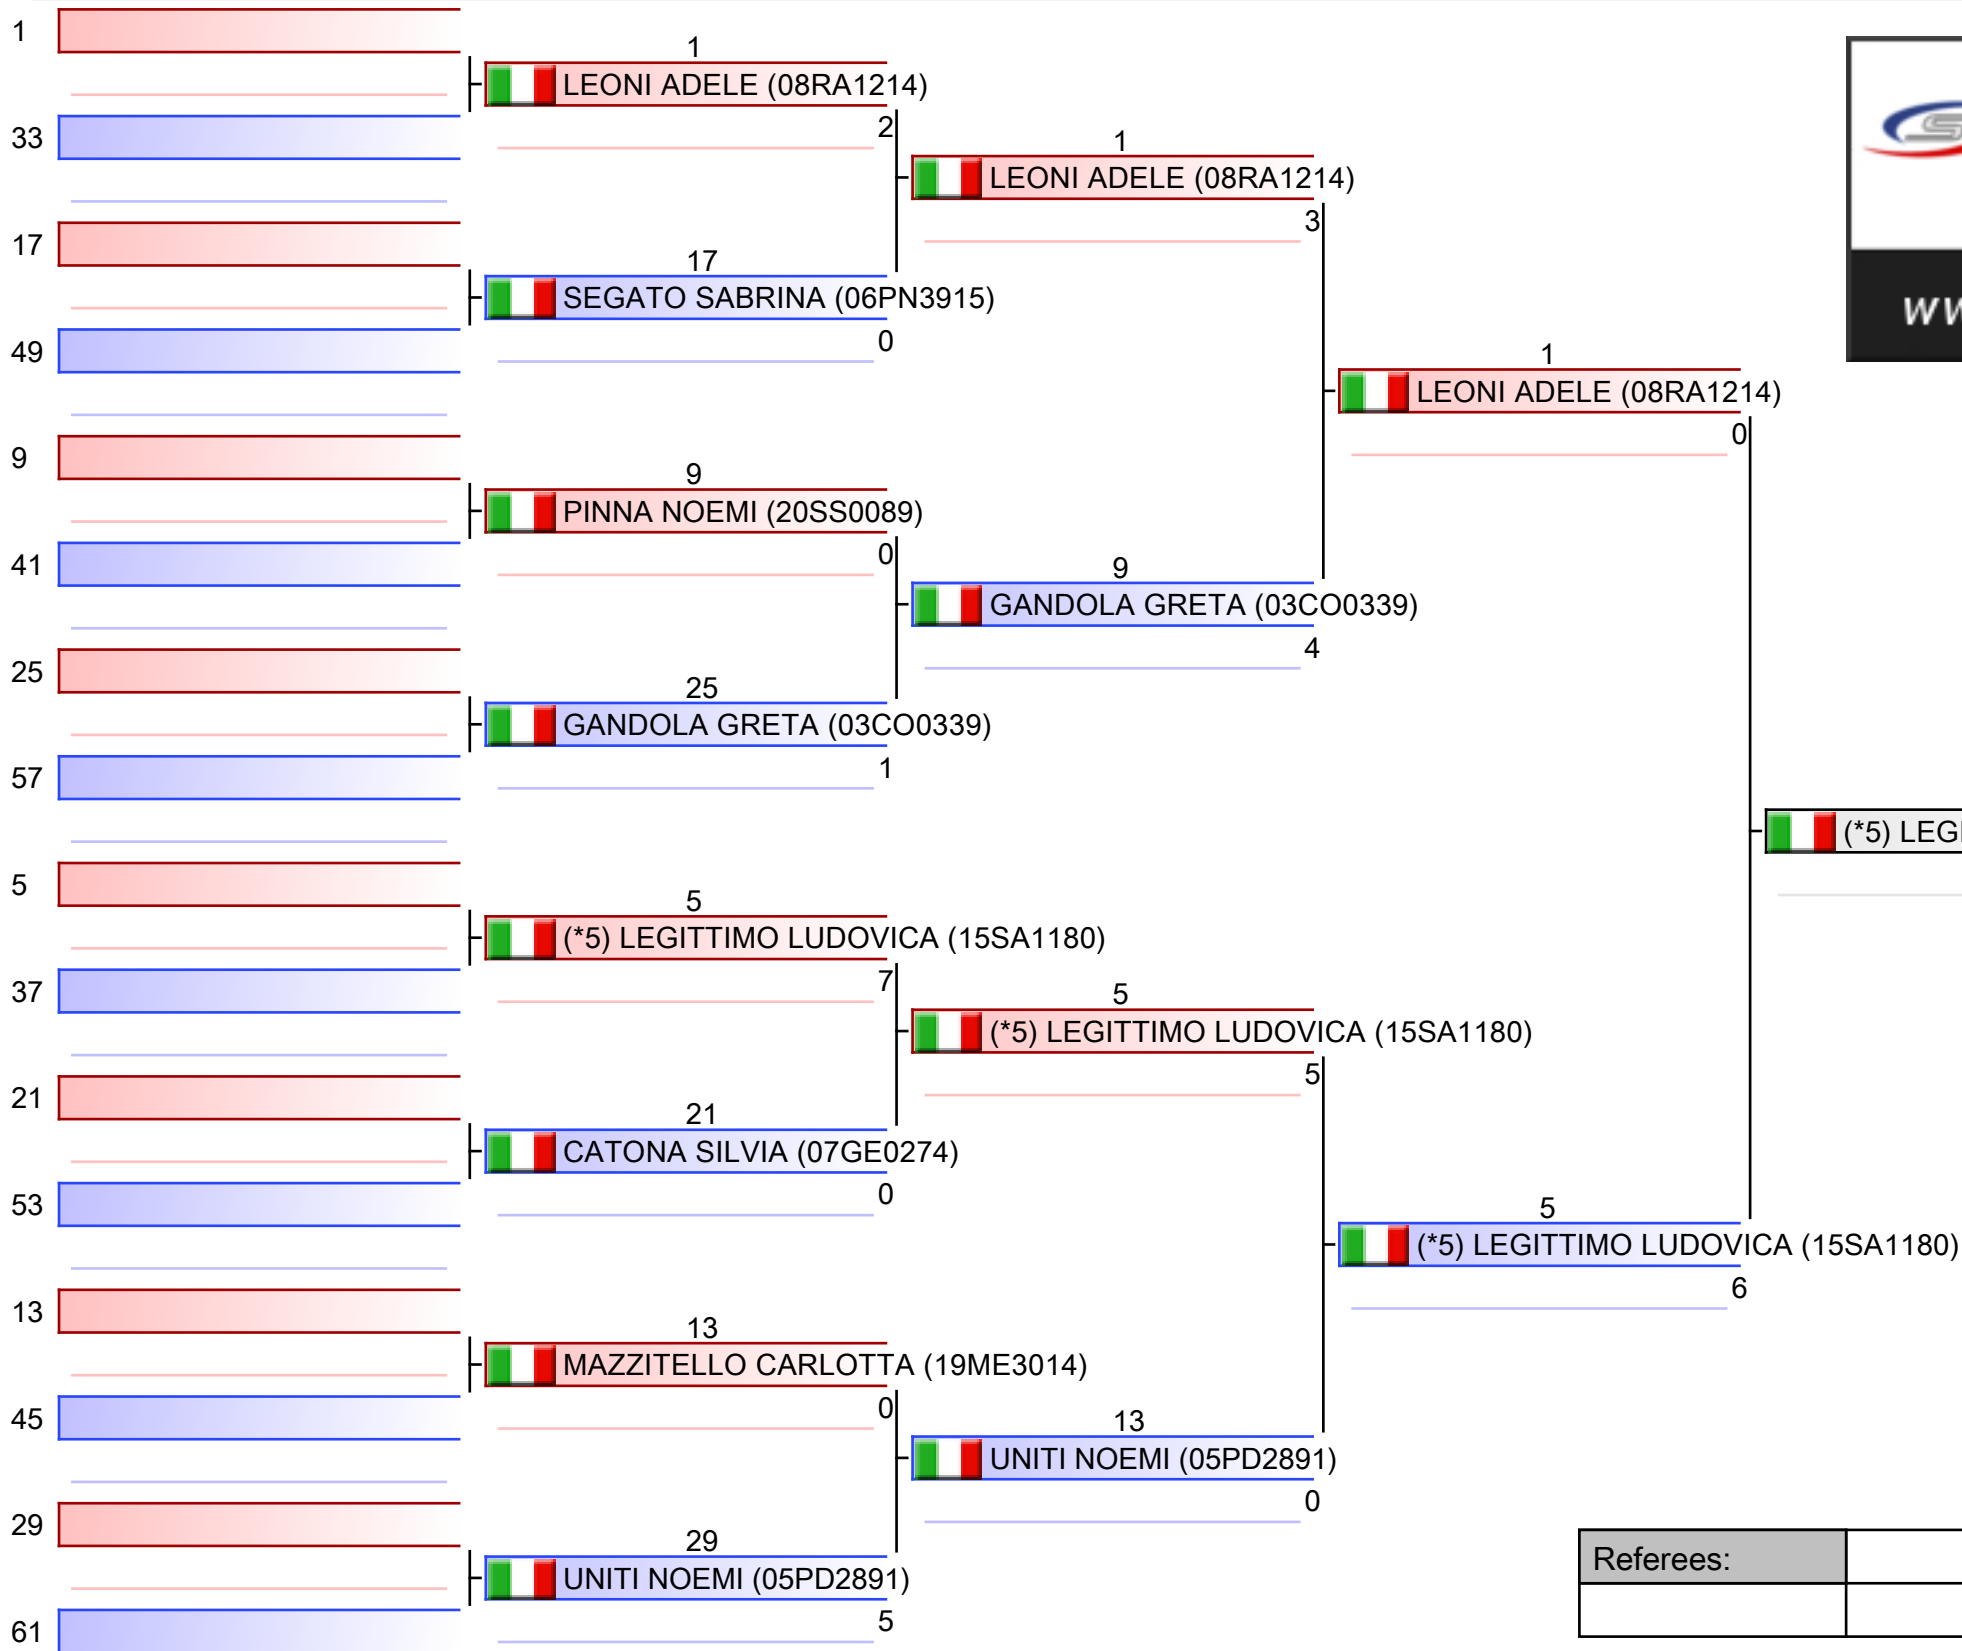 1
33
17
49
9
41
25
57
5
37
21
53
13
45
29
61
1
LEONI ADELE (08RA1214)
2
17
SEGATO SABRINA (06PN3915)
0
9
PINNA NOEMI (20SS0089)
0
25
GANDOLA GRETA (03CO0339)
1
5
(*5) LEGITTIMO LUDOVICA (15SA1180)
7
21
CATONA SILVIA (07GE0274)
0
13
MAZZITELLO CARLOTTA (19ME3014)
0
29
UNITI NOEMI (05PD2891)
5
1
LEONI ADELE (08RA1214)
3
9
GANDOLA GRETA (03CO0339)
4
5
(*5) LEGITTIMO LUDOVICA (15SA1180)
5
13
UNITI NOEMI (05PD2891)
0
1
LEONI ADELE (08RA1214)
0
5
(*5) LEGITTIMO LUDOVICA (15SA1180)
6
(*5) LEG
Referees: